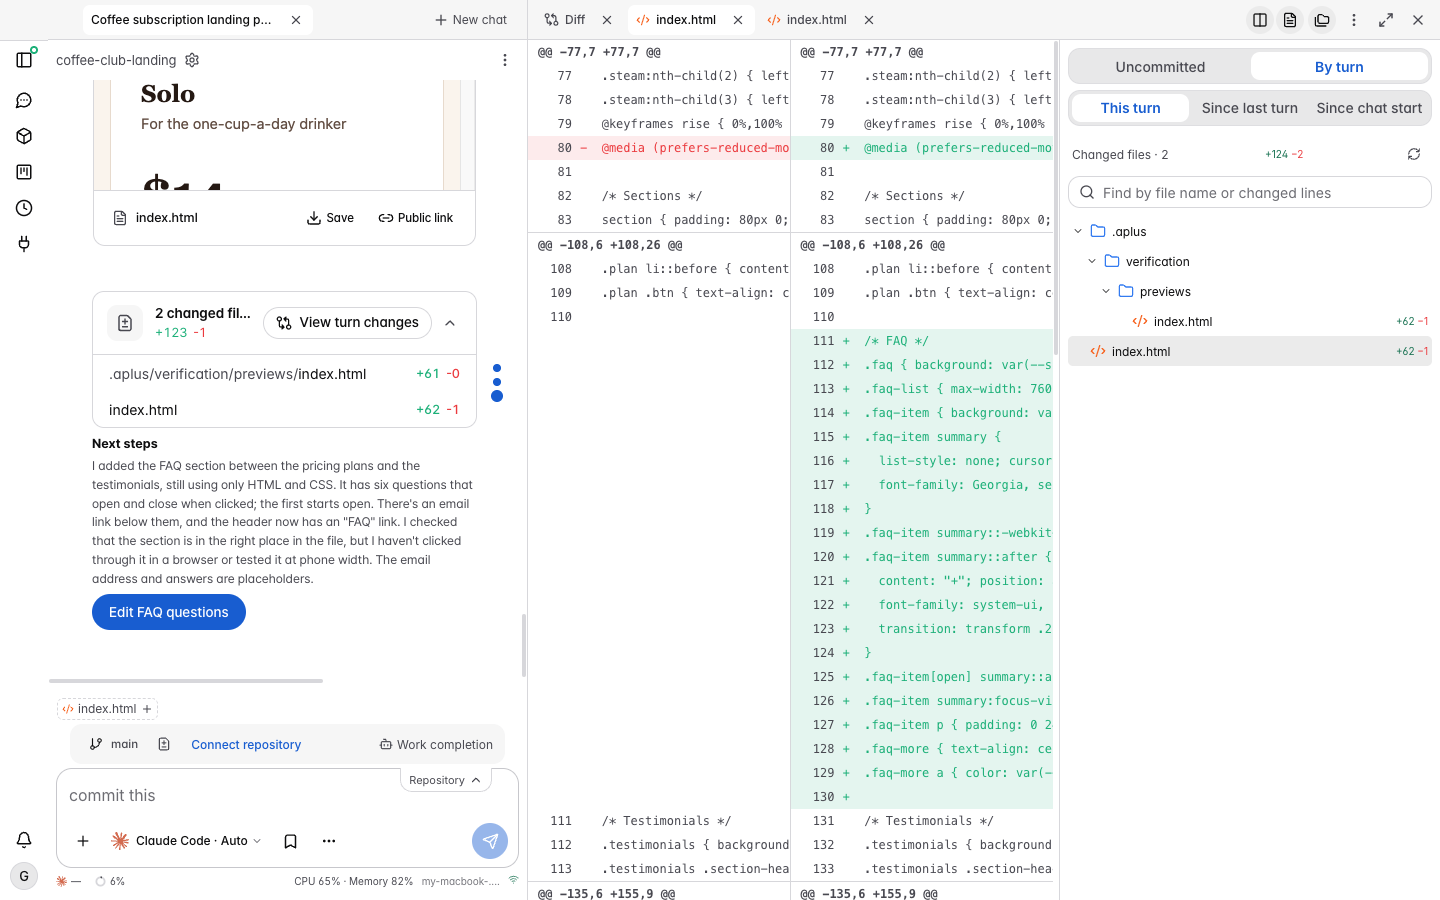 Coffee subscription landing p...
New chat
Diff
index.html
index.html
coffee-club-landing
Solo
For the one-cup-a-day drinker
index.html
Save
Public link
2 changed fil...
+123 -1
View turn changes
.aplus/verification/previews/index.html +61 -0
index.html +62 -1
Next steps
I added the FAQ section between the pricing plans and the
testimonials, still using only HTML and CSS. It has six questions that
open and close when clicked; the first starts open. There's an email
link below them, and the header now has an "FAQ" link. I checked
that the section is in the right place in the file, but I haven't clicked
through it in a browser or tested it at phone width. The email
address and answers are placeholders.
Edit FAQ questions
index.html +
main
Connect repository
Work completion
Repository
commit this
Claude Code · Auto
G
— 6%
CPU 65% · Memory 82% my-macbook-....
@@ -77,7 +77,7 @@
77 .steam:nth-child(2) { left
78 .steam:nth-child(3) { left
79 @keyframes rise { 0%,100%
80 - @media (prefers-reduced-mo
81
82 /* Sections */
83 section { padding: 80px 0;
@@ -108,6 +108,26 @@
108 .plan li::before { content
109 .plan .btn { text-align: c
110
111 /* Testimonials */
112 .testimonials { background
113 .testimonials .section-hea
@@ -135,6 +155,9 @@
@@ -77,7 +77,7 @@
77 .steam:nth-child(2) { left
78 .steam:nth-child(3) { left
79 @keyframes rise { 0%,100%
80 + @media (prefers-reduced-mo
81
82 /* Sections */
83 section { padding: 80px 0;
@@ -108,6 +108,26 @@
108 .plan li::before { content
109 .plan .btn { text-align: c
110
111 + /* FAQ */
112 + .faq { background: var(--s
113 + .faq-list { max-width: 760
114 + .faq-item { background: va
115 + .faq-item summary {
116 + list-style: none; cursor
117 + font-family: Georgia, se
118 + }
119 + .faq-item summary::-webkit
120 + .faq-item summary::after {
121 + content: "+"; position:
122 + font-family: system-ui,
123 + transition: transform .2
124 + }
125 + .faq-item[open] summary::a
126 + .faq-item summary:focus-vi
127 + .faq-item p { padding: 0 2
128 + .faq-more { text-align: ce
129 + .faq-more a { color: var(-
130 +
131 /* Testimonials */
132 .testimonials { background
133 .testimonials .section-hea
@@ -135,6 +155,9 @@
Uncommitted
By turn
This turn
Since last turn
Since chat start
Changed files · 2
+124 -2
Find by file name or changed lines
.aplus
verification
previews
index.html +62 -1
index.html +62 -1